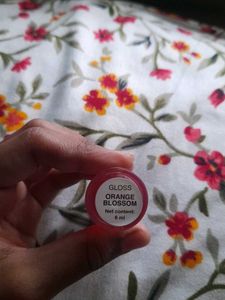 GLOSS
ORANGE
BLOSSOM
Net content:
8 ml